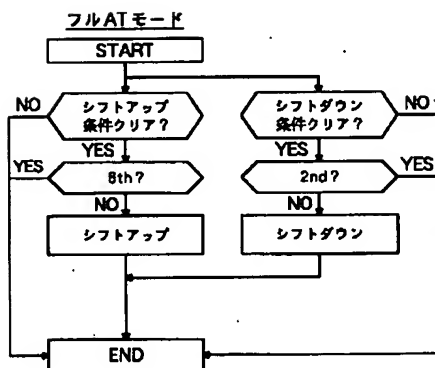 フルATモード
START
NO
シフトアップ
条件クリア?
シフトダウン
条件クリア?
NO
YES
YES
YES
6th?
2nd?
YES
NO
NO
シフトアップ
シフトダウン
END